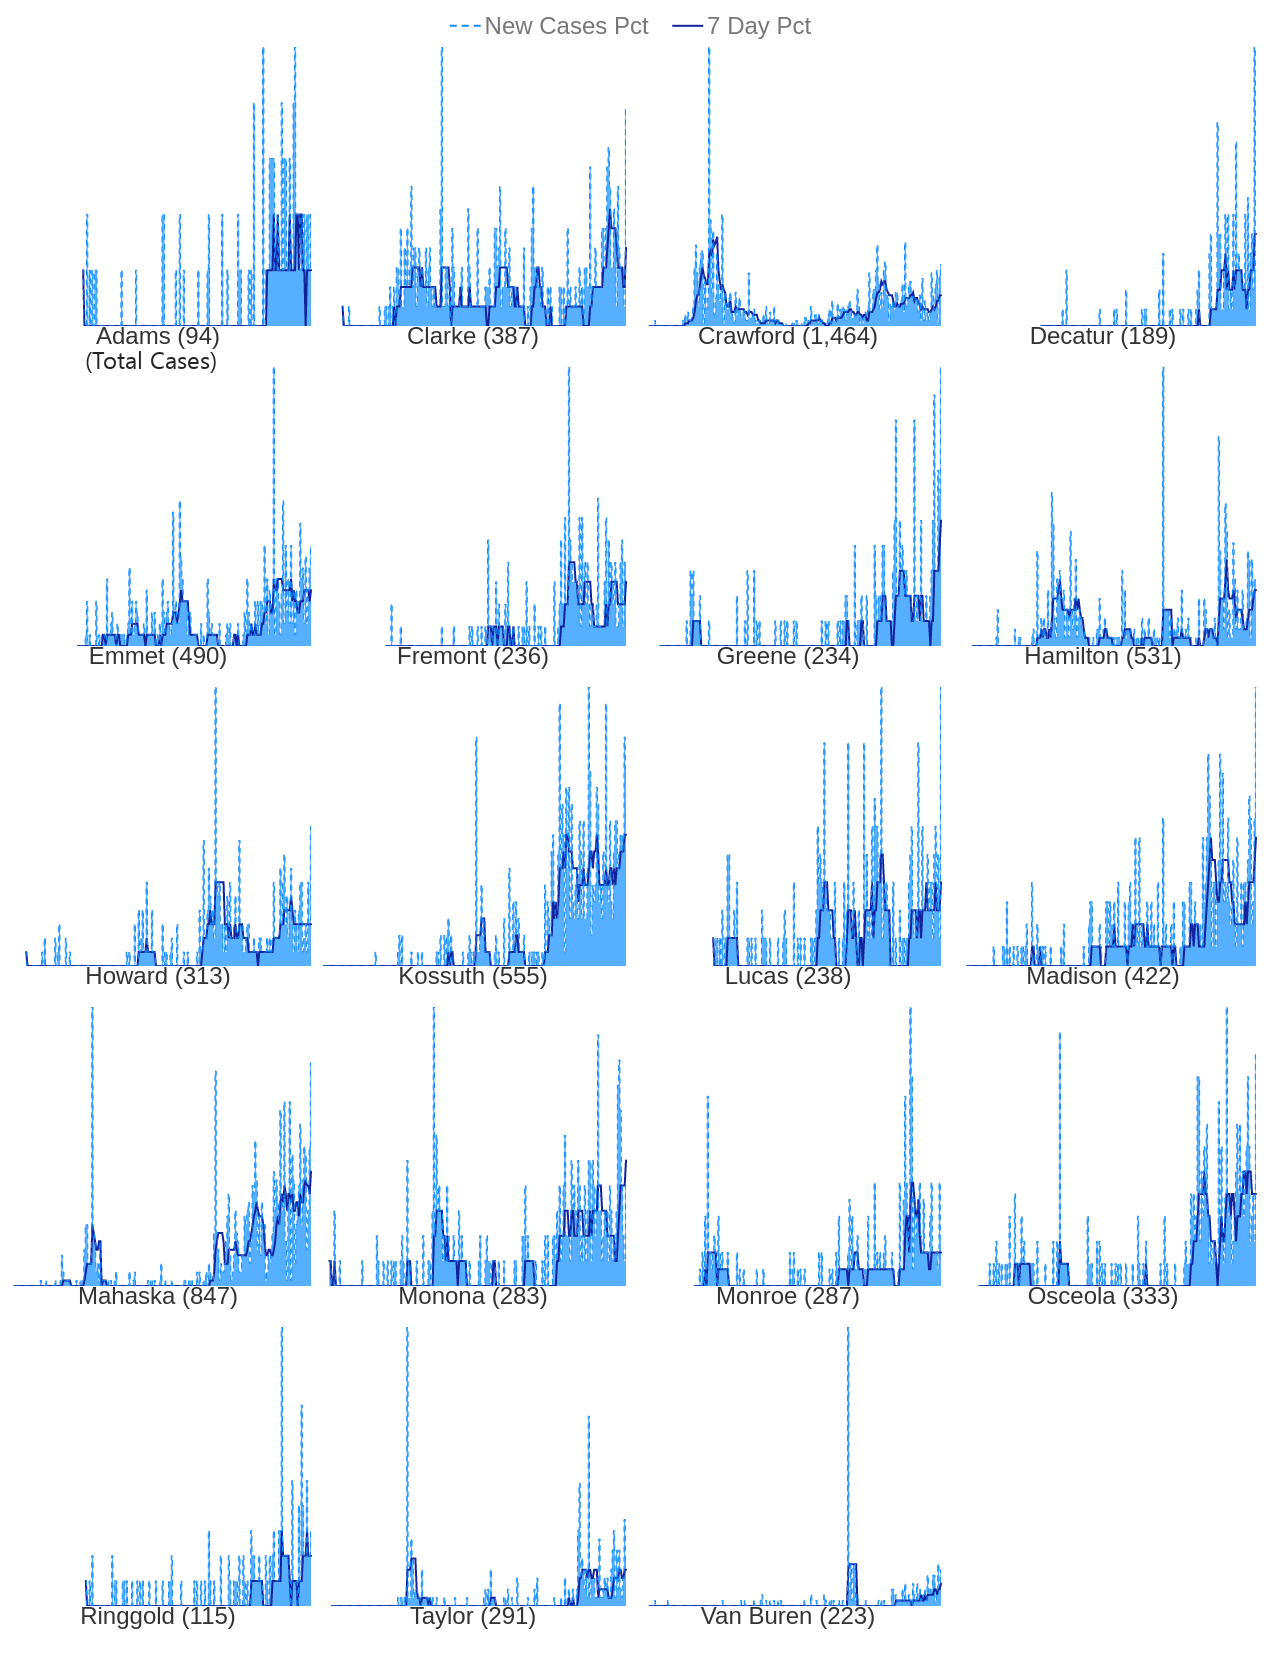 New Cases Pct 7 Day Pct
Adams (94) Clarke (387) Crawford (1,464) Decatur (189)
(Total Cases)
Emmet (490) Fremont (236) Greene (234) Hamilton (531)
Howard (313) Kossuth (555) Lucas (238) Madison (422)
Mahaska (847) Monona (283) Monroe (287) Osceola (333)
Ringgold (115) Taylor (291) Van Buren (223)